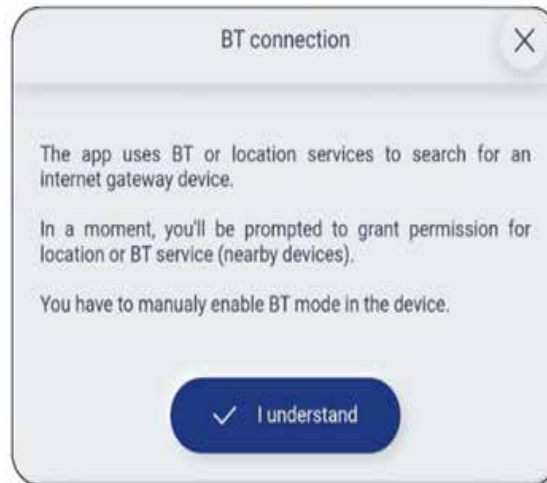 BT connection
The app uses BT or location services to search for an
internet gateway device.
In a moment, you'll be prompted to grant permission for
location or BT service (nearby devices).
You have to manualy enable BT mode in the device.
I understand